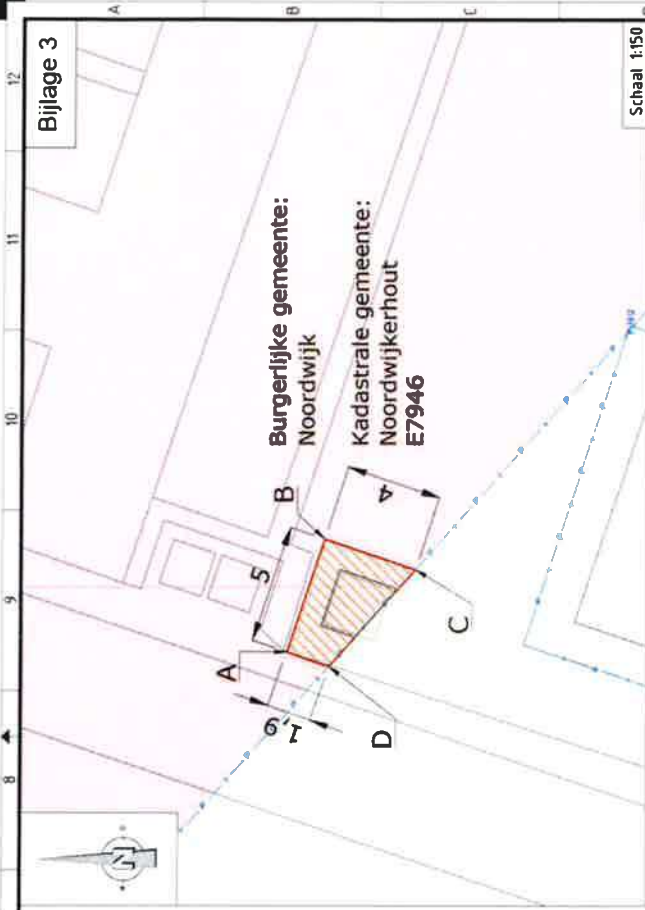 12
11
10
9
8
A
B
C
Bijlage 3
Schaal 1:150
N
Burgerlijke gemeente:
Noordwijk
Kadastrale gemeente:
Noordwijkerhout
E7946
A
B
C
D
5
4
1,9